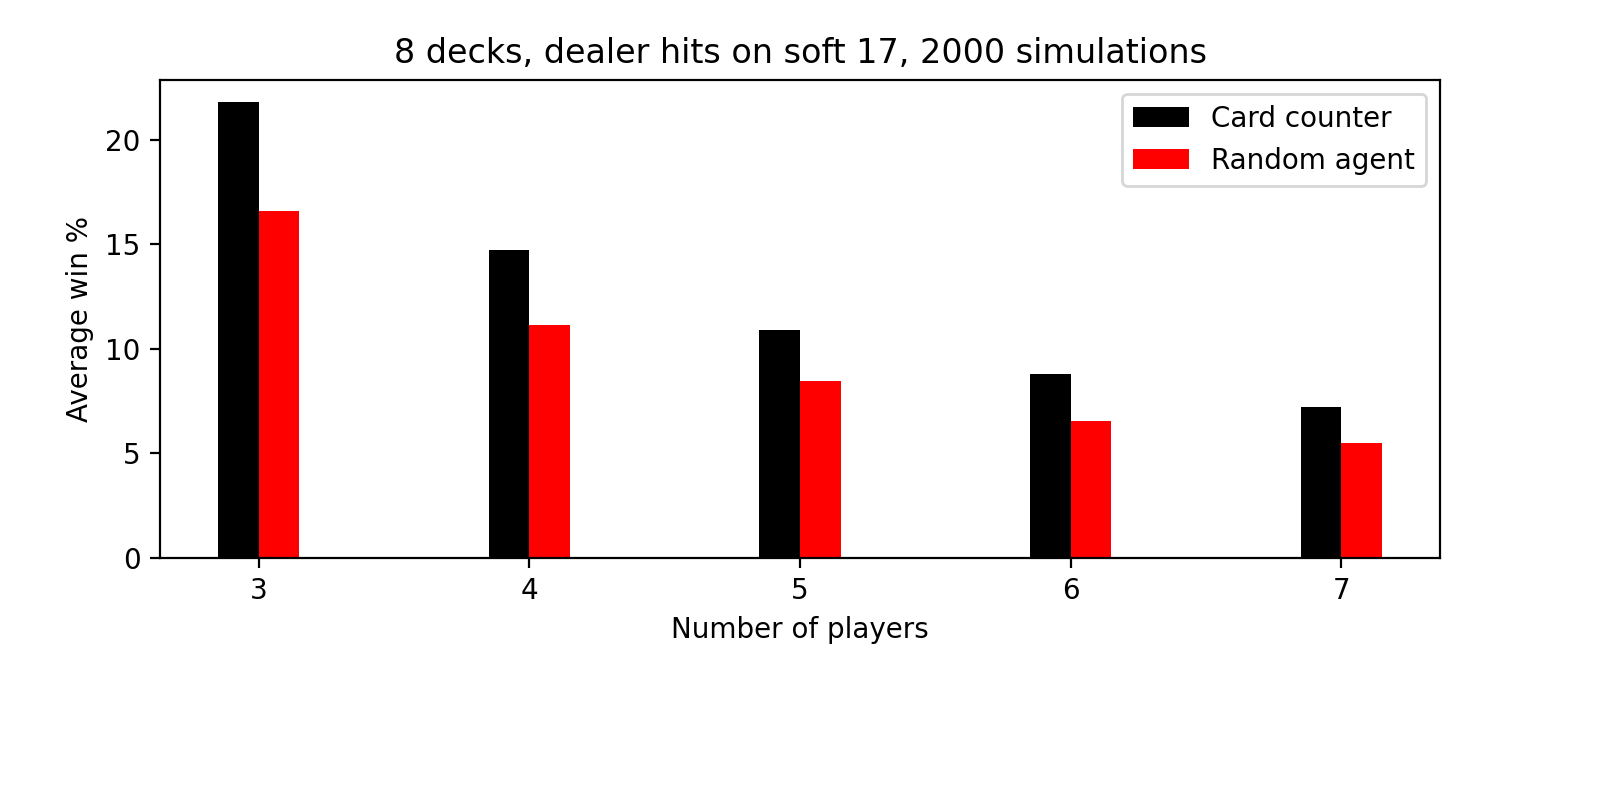 8 decks, dealer hits on soft 17, 2000 simulations
Card counter
Random agent
Average win %
20
15
10
5
0
3 4 5 6 7
Number of players